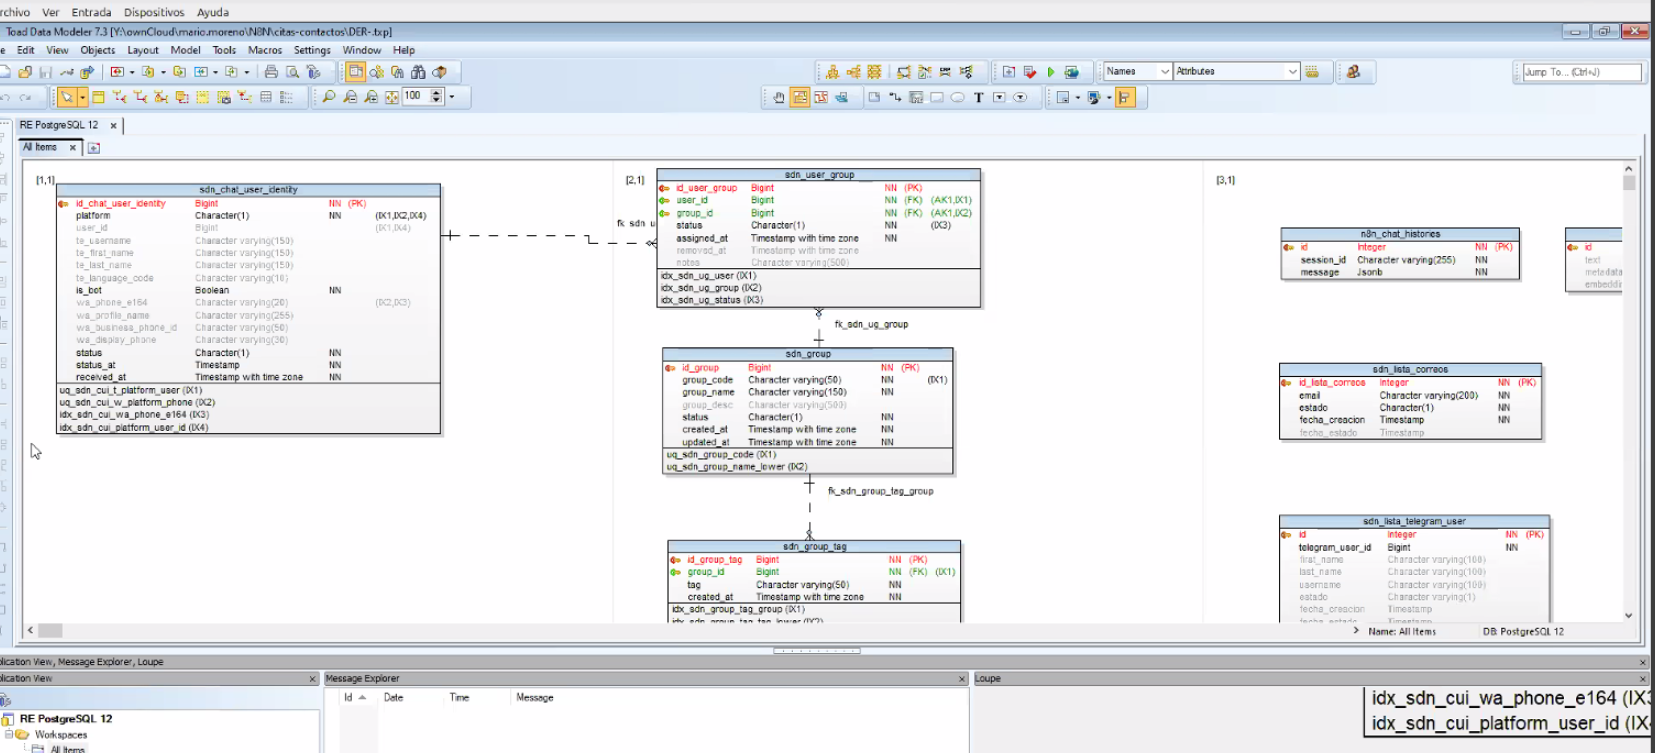 rchivo Ver Entrada Dispositivos Ayuda
Toad Data Modeler 7.3 [Y:\ownCloud\mario.moreno\N8N\citas-contactos\DER-.txp]
e Edit View Objects Layout Model Tools Macros Settings Window Help
Names Attributes Jump To... (Ctrl+J)
100
RE PostgreSQL 12
All Items
[1,1]
sdn_chat_user_identity
id_chat_user_identity Bigint NN (PK)
platform Character(1) NN (IX1,IX2,IX4)
user_id Bigint (IX1,IX4)
te_username Character varying(150)
te_first_name Character varying(150)
te_last_name Character varying(150)
te_language_code Character varying(10)
is_bot Boolean NN
wa_phone_e164 Character varying(20) (IX2,IX3)
wa_profile_name Character varying(255)
wa_business_phone_id Character varying(50)
wa_display_phone Character varying(30)
status Character(1) NN
status_at Timestamp NN
received_at Timestamp with time zone NN
uq_sdn_cui_t_platform_user (IX1)
uq_sdn_cui_w_platform_phone (IX2)
idx_sdn_cui_wa_phone_e164 (IX3)
idx_sdn_cui_platform_user_id (IX4)
[2,1]
fk_sdn_u
sdn_user_group
id_user_group Bigint NN (PK)
user_id Bigint NN (FK) (AK1,IX1)
group_id Bigint NN (FK) (AK1,IX2)
status Character(1) NN (IX3)
assigned_at Timestamp with time zone NN
removed_at Timestamp with time zone
notes Character varying(500)
idx_sdn_ug_user (IX1)
idx_sdn_ug_group (IX2)
idx_sdn_ug_status (IX3)
fk_sdn_ug_group
sdn_group
id_group Bigint NN (PK)
group_code Character varying(50) NN (IX1)
group_name Character varying(150) NN
group_desc Character varying(500)
status Character(1) NN
created_at Timestamp with time zone NN
updated_at Timestamp with time zone NN
uq_sdn_group_code (IX1)
uq_sdn_group_name_lower (IX2)
fk_sdn_group_tag_group
sdn_group_tag
id_group_tag Bigint NN (PK)
group_id Bigint NN (FK) (IX1)
tag Character varying(50) NN
created_at Timestamp with time zone NN
idx_sdn_group_tag_group (IX1)
idx_sdn_group_tag_tag_lower (IX2)
[3,1]
n8n_chat_histories
id Integer NN (PK)
session_id Character varying(255) NN
message Jsonb NN
id
text
metadata
embeddi
sdn_lista_correos
id_lista_correos Integer NN (PK)
email Character varying(200) NN
estado Character(1) NN
fecha_creacion Timestamp NN
fecha_estado Timestamp
sdn_lista_telegram_user
id Integer NN (PK)
telegram_user_id Bigint NN
first_name Character varying(100)
last_name Character varying(100)
username Character varying(100)
estado Character varying(1)
fecha_creacion Timestamp
fecha_estado Timestamp
Name: All Items DB: PostgreSQL 12
plication View, Message Explorer, Loupe
plication View
RE PostgreSQL 12
Workspaces
All Items
Message Explorer
Id Date Time Message
Loupe
idx_sdn_cui_wa_phone_e164 (IX3
idx_sdn_cui_platform_user_id (IX4